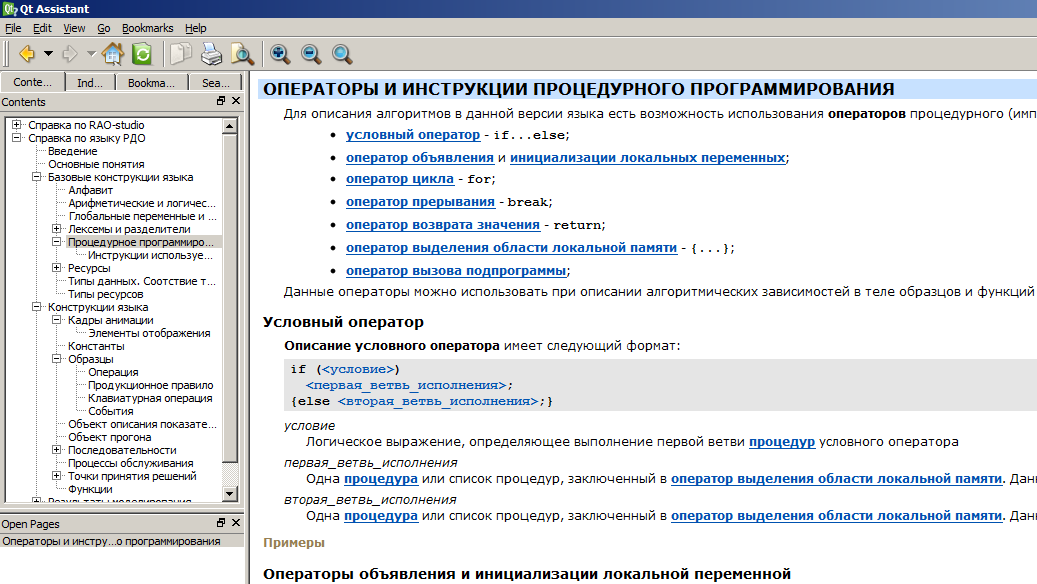 Qt Assistant
File Edit View Go Bookmarks Help
Conte... Ind... Bookma... Sea...
Contents
Справка по RAO-studio
Справка по языку РДО
Введение
Основные понятия
Базовые конструкции языка
Алфавит
Арифметические и логичес...
Глобальные переменные и ...
Лексемы и разделители
Процедурное программиро...
Инструкции используе...
Ресурсы
Типы данных. Соотствие т...
Типы ресурсов
Конструкции языка
Кадры анимации
Элементы отображения
Константы
Образцы
Операция
Продукционное правило
Клавиатурная операция
События
Объект описания показате...
Объект прогона
Последовательности
Процессы обслуживания
Точки принятия решений
Функции
Результаты моделирования
Open Pages
Операторы и инстру...о программирования
ОПЕРАТОРЫ И ИНСТРУКЦИИ ПРОЦЕДУРНОГО ПРОГРАММИРОВАНИЯ
Для описания алгоритмов в данной версии языка есть возможность использования операторов процедурного (имп
• условный оператор - if...else;
• оператор объявления и инициализации локальных переменных;
• оператор цикла - for;
• оператор прерывания - break;
• оператор возврата значения - return;
• оператор выделения области локальной памяти - {...};
• оператор вызова подпрограммы;
Данные операторы можно использовать при описании алгоритмических зависимостей в теле образцов и функций
Условный оператор
Описание условного оператора имеет следующий формат:
if (<условие>)
<первая_ветвь_исполнения>;
{else <вторая_ветвь_исполнения>;}
условие
Логическое выражение, определяющее выполнение первой ветви процедур условного оператора
первая_ветвь_исполнения
Одна процедура или список процедур, заключенный в оператор выделения области локальной памяти. Дан
вторая_ветвь_исполнения
Одна процедура или список процедур, заключенный в оператор выделения области локальной памяти. Дан
Примеры
Операторы объявления и инициализации локальной переменной